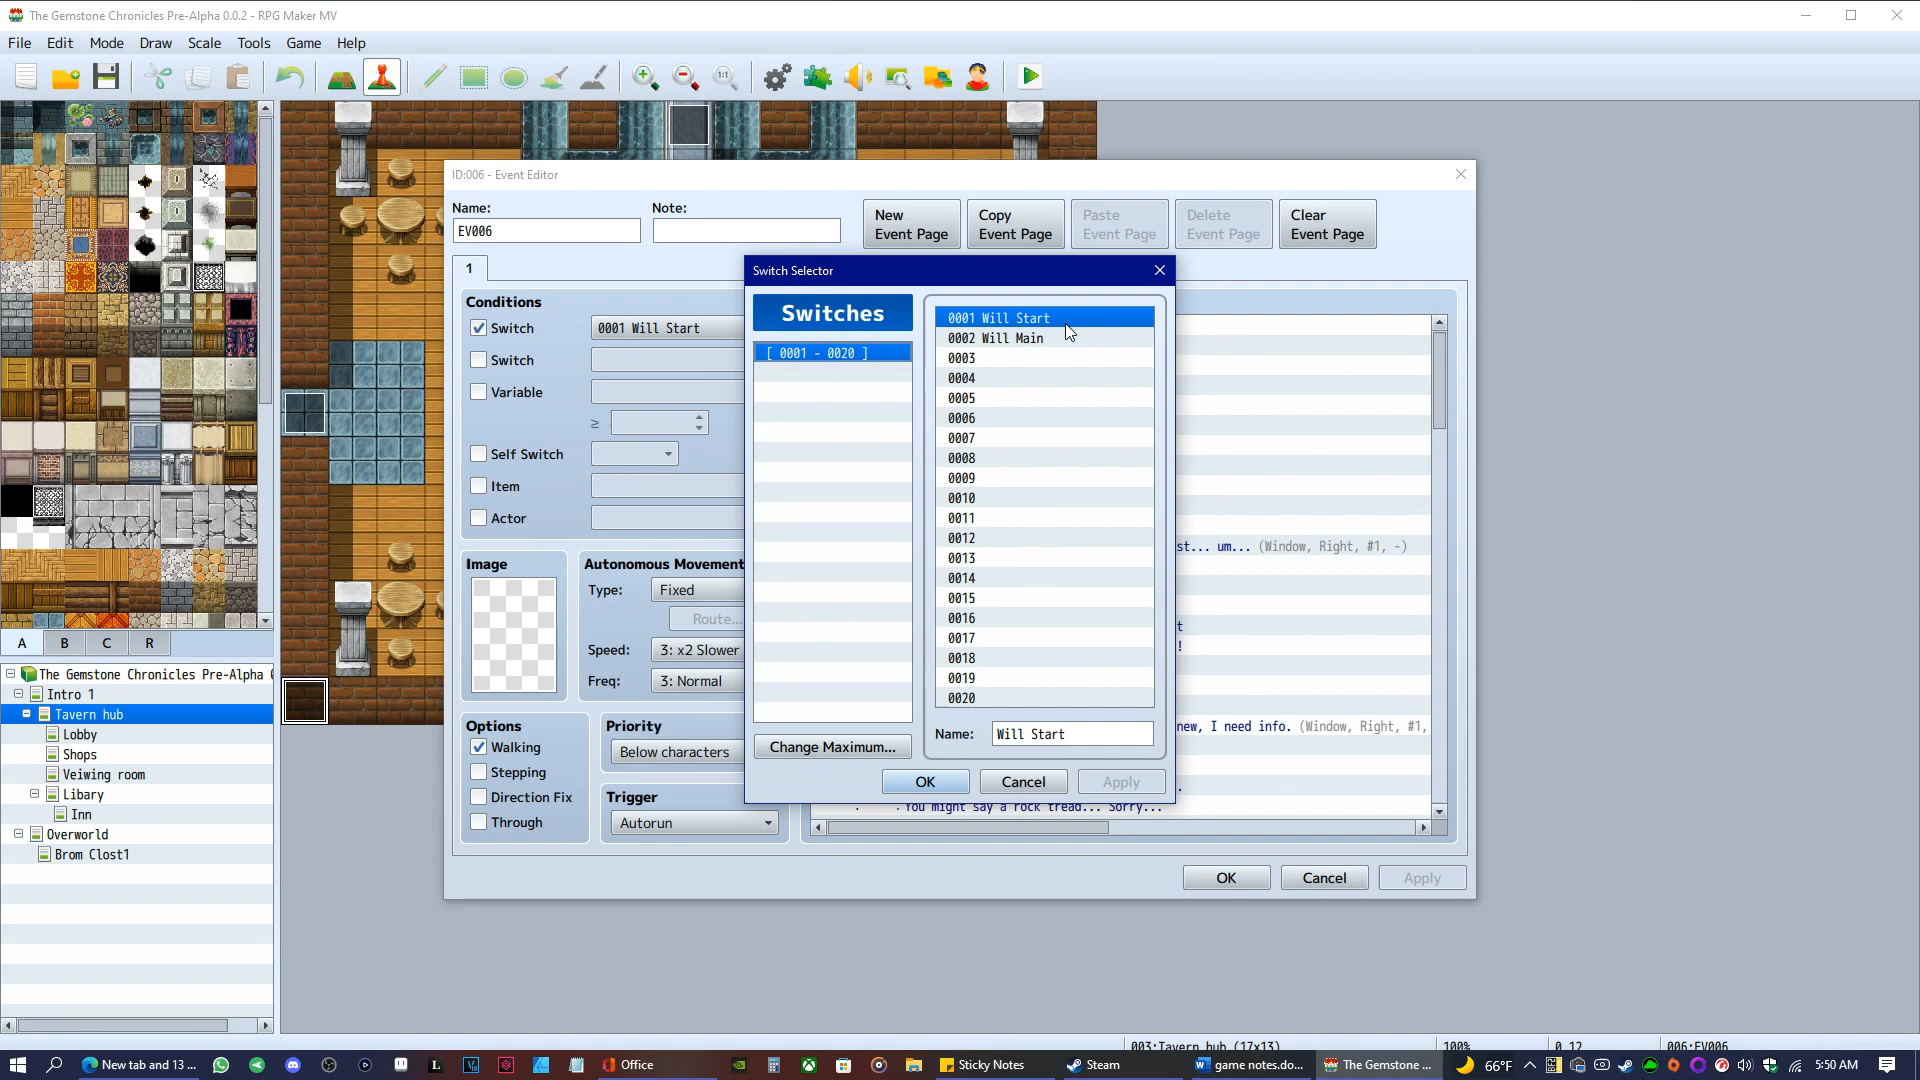 The Gemstone Chronicles Pre-Alpha 0.0.2 - RPG Maker MV
File Edit Mode Draw Scale Tools Game Help
1:1
ID:006 - Event Editor
Name: Note:
EV006
New Event Page
Copy Event Page
Paste Event Page
Delete Event Page
Clear Event Page
1
Conditions
Switch 0001 Will Start
Switch
Variable
≥
Self Switch
Item
Actor
Image
Autonomous Movement
Type: Fixed
Route...
Speed: 3: x2 Slower
Freq: 3: Normal
Options
Walking
Stepping
Direction Fix
Through
Priority
Below characters
Trigger
Autorun
Switch Selector
Switches
[ 0001 - 0020 ]
Change Maximum...
0001 Will Start
0002 Will Main
0003
0004
0005
0006
0007
0008
0009
0010
0011
0012
0013
0014
0015
0016
0017
0018
0019
0020
Name: Will Start
OK Cancel Apply
st... um... (Window, Right, #1, -)
t
!
new, I need info. (Window, Right, #1,
.
. . You might say a rock tread... Sorry...
OK Cancel Apply
A B C R
The Gemstone Chronicles Pre-Alpha
Intro 1
Tavern hub
Lobby
Shops
Veiwing room
Libary
Inn
Overworld
Brom Clost1
003:Tavern hub (17x13) 100% 0,12 006:EV006
New tab and 13 ...
Office
Sticky Notes
Steam
game notes.do...
The Gemstone ...
66°F
5:50 AM